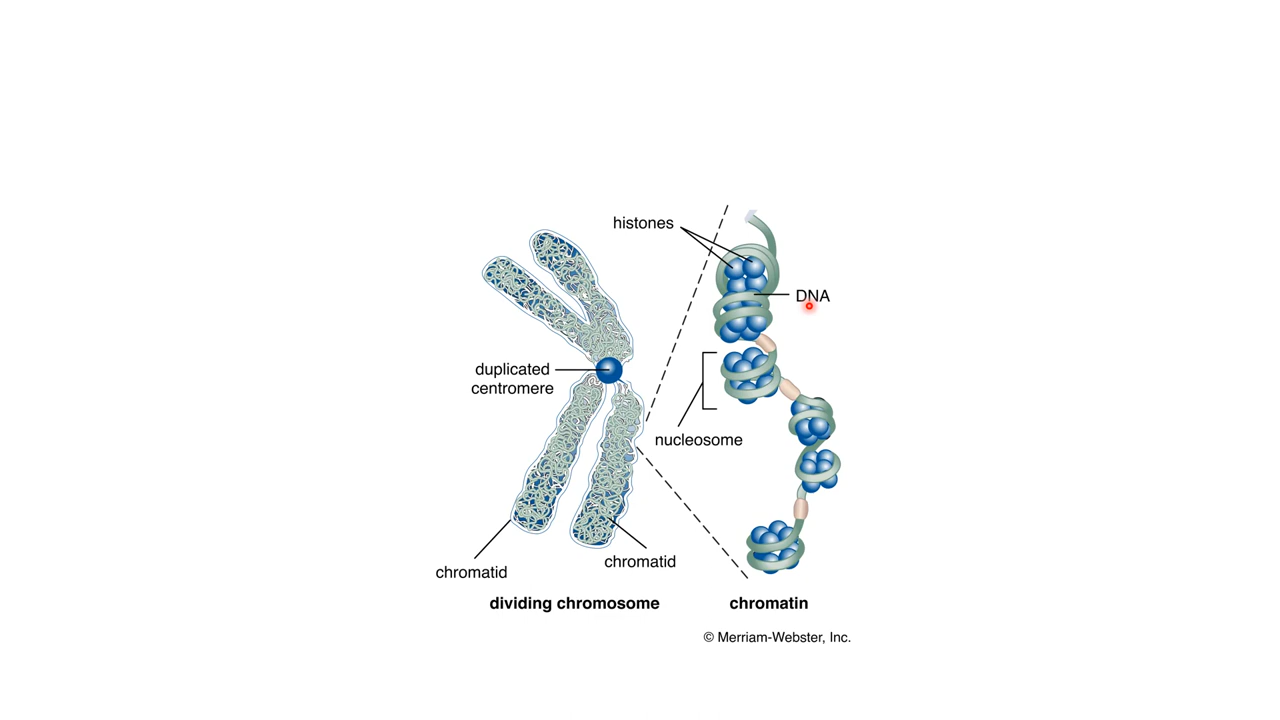 histones
DNA
duplicated
centromere
nucleosome
chromatid
chromatid
dividing chromosome
chromatin
© Merriam-Webster, Inc.